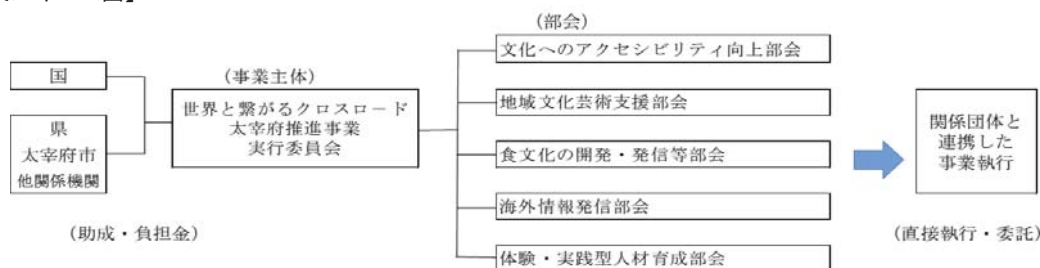 (部会)
文化へのアクセシビリティ向上部会
国
(事業主体)
世界と繋がるクロスロード
太宰府推進事業
実行委員会
地域文化芸術支援部会
県
太宰府市
他関係機関
食文化の開発・発信等部会
関係団体と
連携した
事業執行
海外情報発信部会
(助成・負担金)
(直接執行・委託)
体験・実践型人材育成部会